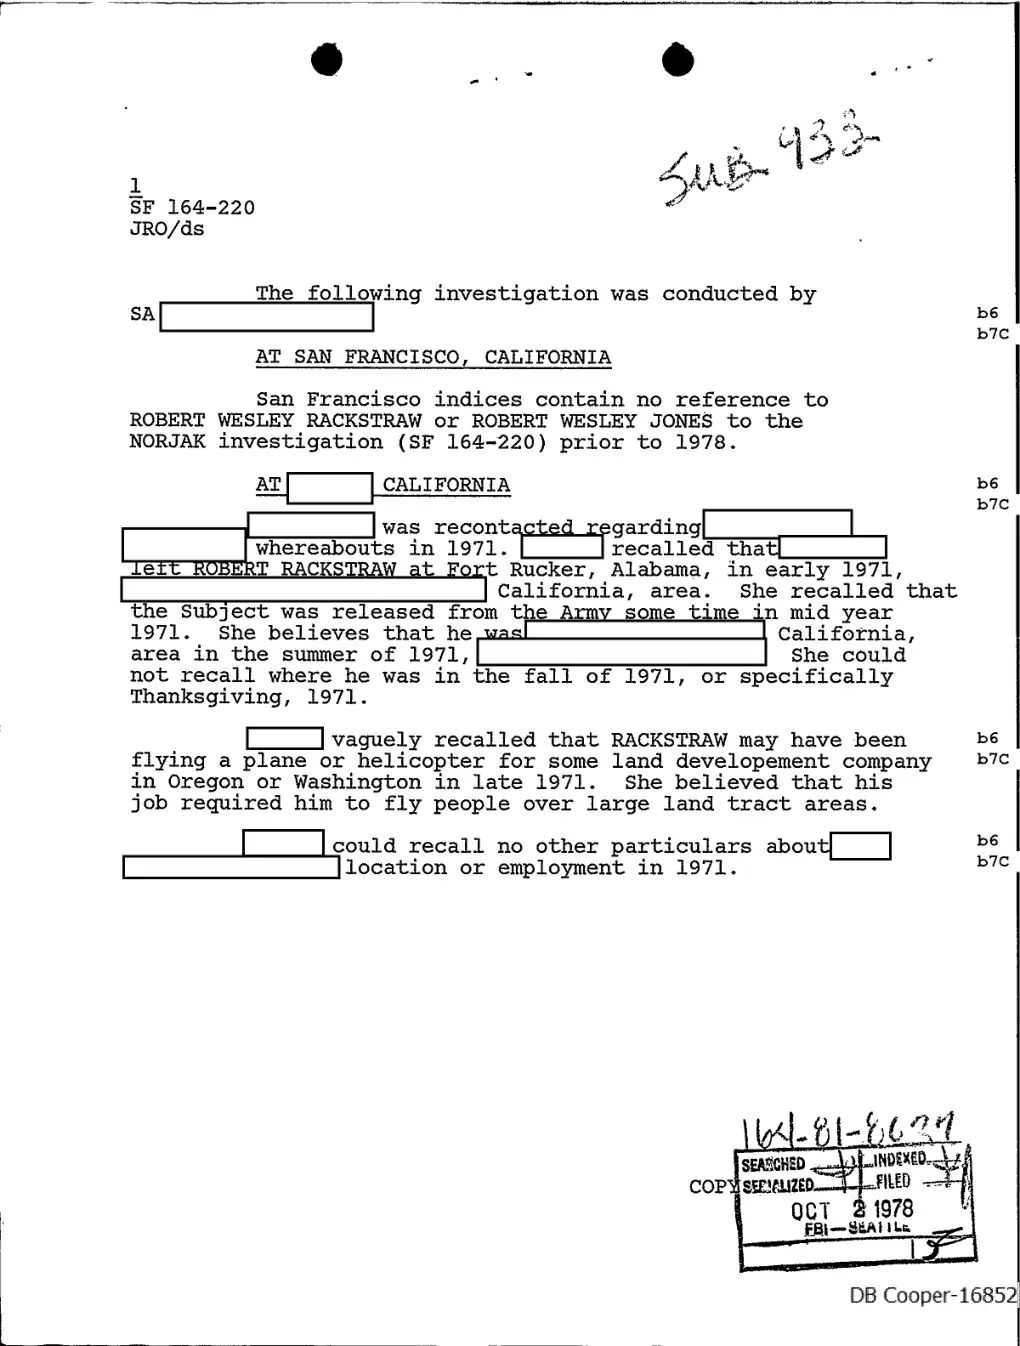 SUB 433
1
SF 164-220
JRO/ds
The following investigation was conducted by
SA
b6
b7C
AT SAN FRANCISCO, CALIFORNIA
San Francisco indices contain no reference to
ROBERT WESLEY RACKSTRAW or ROBERT WESLEY JONES to the
NORJAK investigation (SF 164-220) prior to 1978.
AT CALIFORNIA
b6
b7C
was recontacted regarding
whereabouts in 1971. recalled that
left ROBERT RACKSTRAW at Fort Rucker, Alabama, in early 1971,
California, area. She recalled that
the Subject was released from the Army some time in mid year
1971. She believes that he was California,
area in the summer of 1971, She could
not recall where he was in the fall of 1971, or specifically
Thanksgiving, 1971.
vaguely recalled that RACKSTRAW may have been
flying a plane or helicopter for some land developement company
in Oregon or Washington in late 1971. She believed that his
job required him to fly people over large land tract areas.
b6
b7C
could recall no other particulars about
location or employment in 1971.
b6
b7C
164-81-8637
SEARCHED INDEXED
COPY SERIALIZED FILED
OCT 2 1978
FBI-SEATTLE
DB Cooper-16852